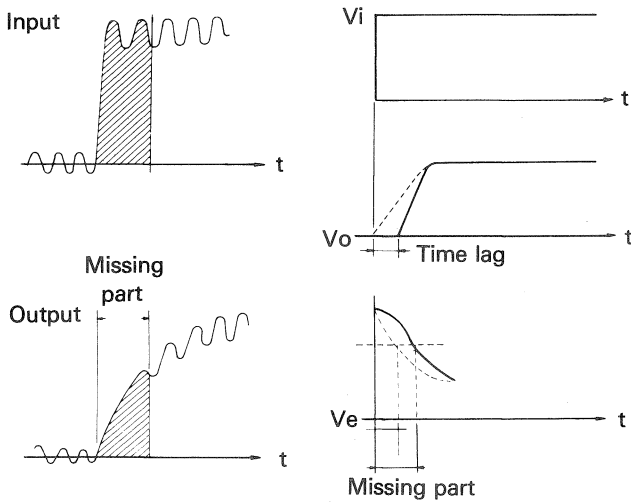 Input
t
Missing
part
Output
t
Vi
t
Vo
t
Time lag
Ve
t
Missing part